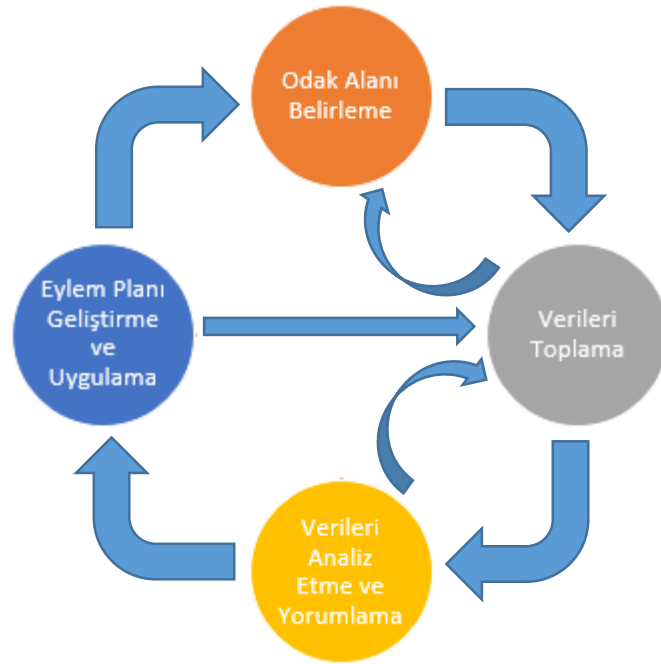 Odak Alanı
Belirleme
Eylem Planı
Geliştirme
ve
Uygulama
Verileri
Toplama
Verileri
Analiz
Etme ve
Yorumlama